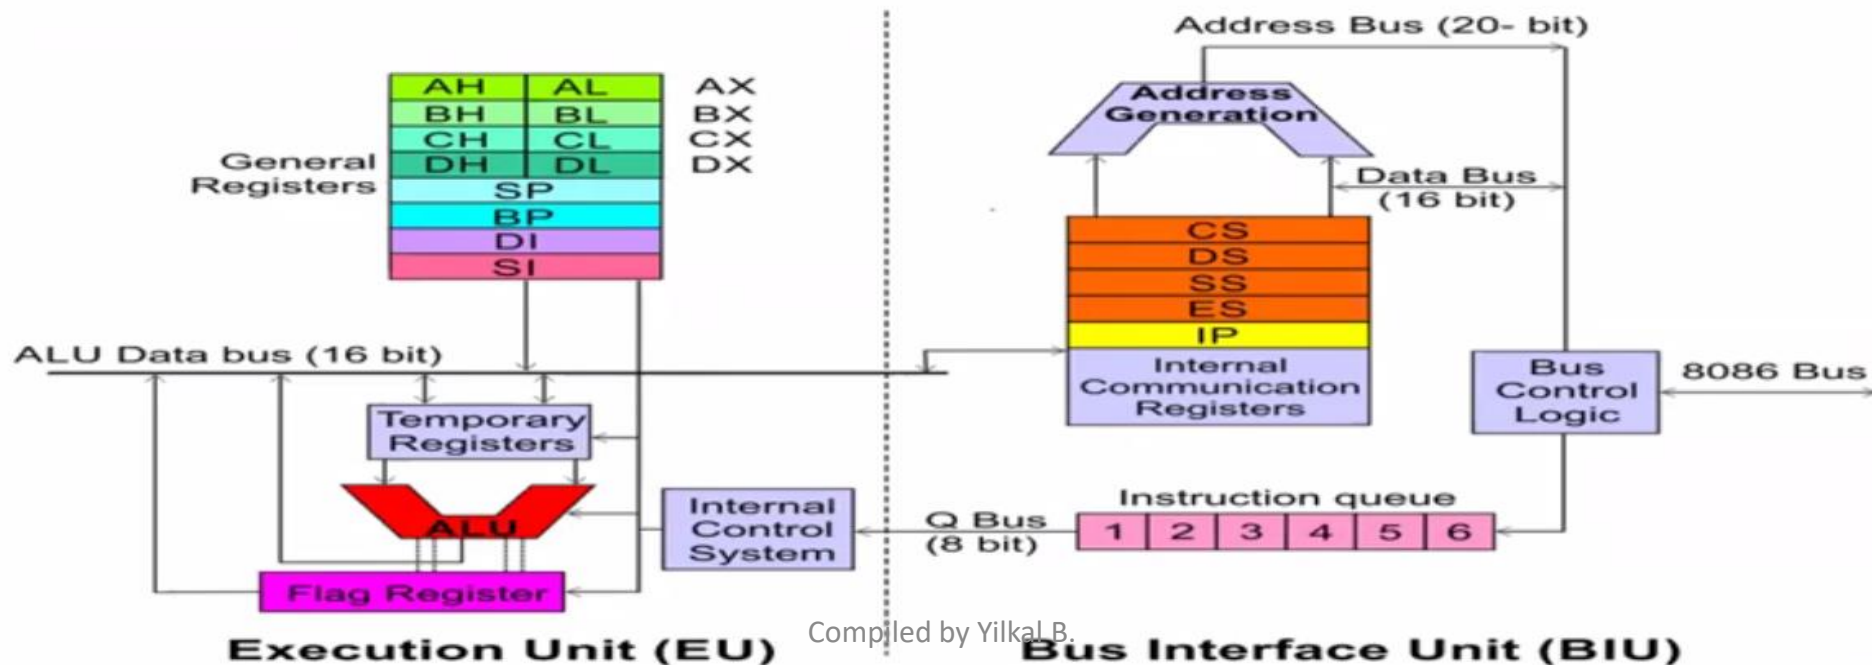 Address Bus (20- bit)
AH AL AX
BH BL BX
CH CL CX
DH DL DX
General
Registers
SP
BP
DI
SI
ALU Data bus (16 bit)
Temporary
Registers
ALU
Flag Register
Internal
Control
System
Execution Unit (EU)
Address
Generation
Data Bus
(16 bit)
CS
DS
SS
ES
IP
Internal
Communication
Registers
Bus
Control
Logic
8086 Bus
Instruction queue
1 2 3 4 5 6
Q Bus
(8 bit)
Compiled by Yilkal B.
Bus Interface Unit (BIU)